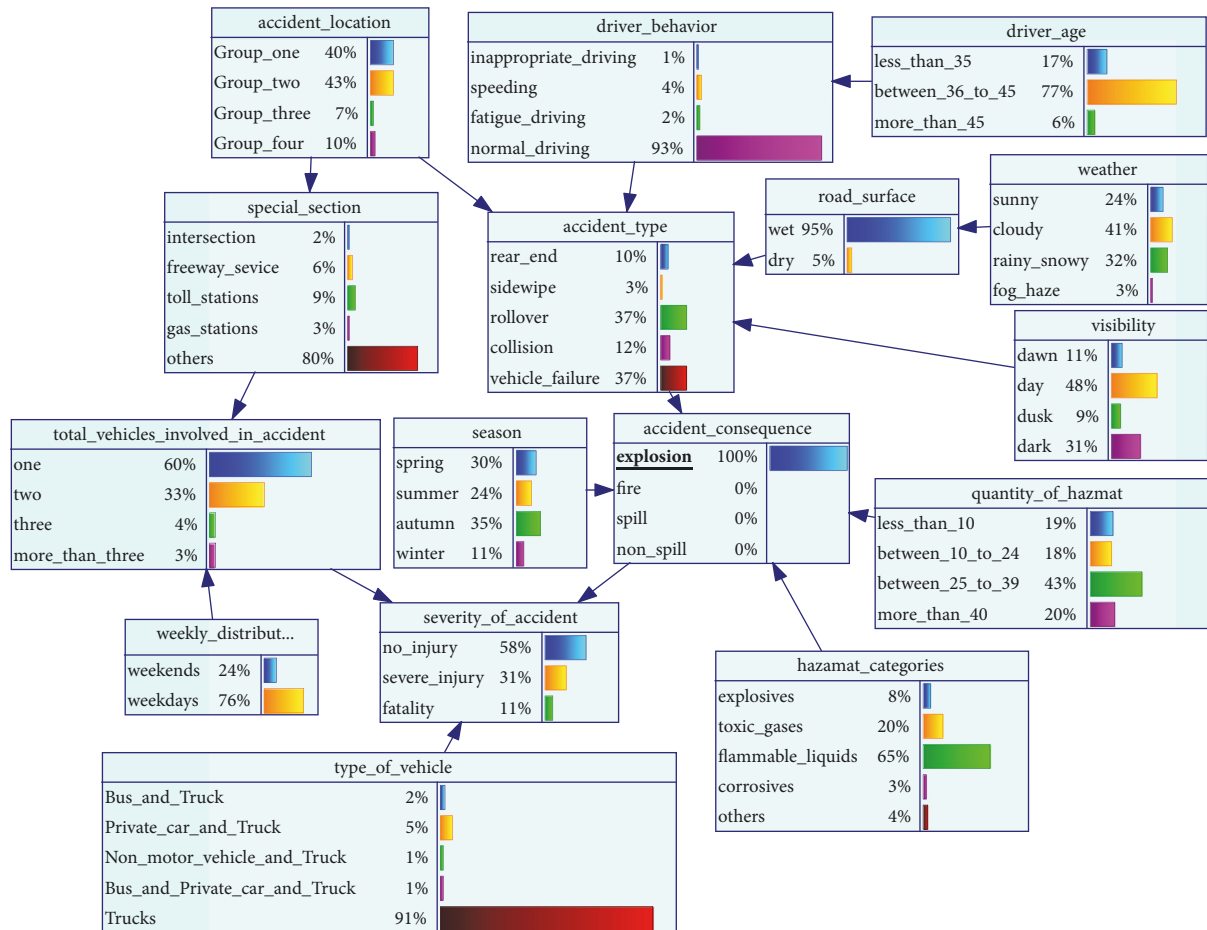 accident_location
Group_one 40%
Group_two 43%
Group_three 7%
Group_four 10%
driver_behavior
inappropriate_driving 1%
speeding 4%
fatigue_driving 2%
normal_driving 93%
driver_age
less_than_35 17%
between_36_to_45 77%
more_than_45 6%
special_section
intersection 2%
freeway_sevice 6%
toll_stations 9%
gas_stations 3%
others 80%
accident_type
rear_end 10%
sidewipe 3%
rollover 37%
collision 12%
vehicle_failure 37%
road_surface
wet 95%
dry 5%
weather
sunny 24%
cloudy 41%
rainy_snowy 32%
fog_haze 3%
visibility
dawn 11%
day 48%
dusk 9%
dark 31%
total_vehicles_involved_in_accident
one 60%
two 33%
three 4%
more_than_three 3%
season
spring 30%
summer 24%
autumn 35%
winter 11%
accident_consequence
explosion 100%
fire 0%
spill 0%
non_spill 0%
quantity_of_hazmat
less_than_10 19%
between_10_to_24 18%
between_25_to_39 43%
more_than_40 20%
weekly_distribut...
weekends 24%
weekdays 76%
severity_of_accident
no_injury 58%
severe_injury 31%
fatality 11%
hazamat_categories
explosives 8%
toxic_gases 20%
flammable_liquids 65%
corrosives 3%
others 4%
type_of_vehicle
Bus_and_Truck 2%
Private_car_and_Truck 5%
Non_motor_vehicle_and_Truck 1%
Bus_and_Private_car_and_Truck 1%
Trucks 91%